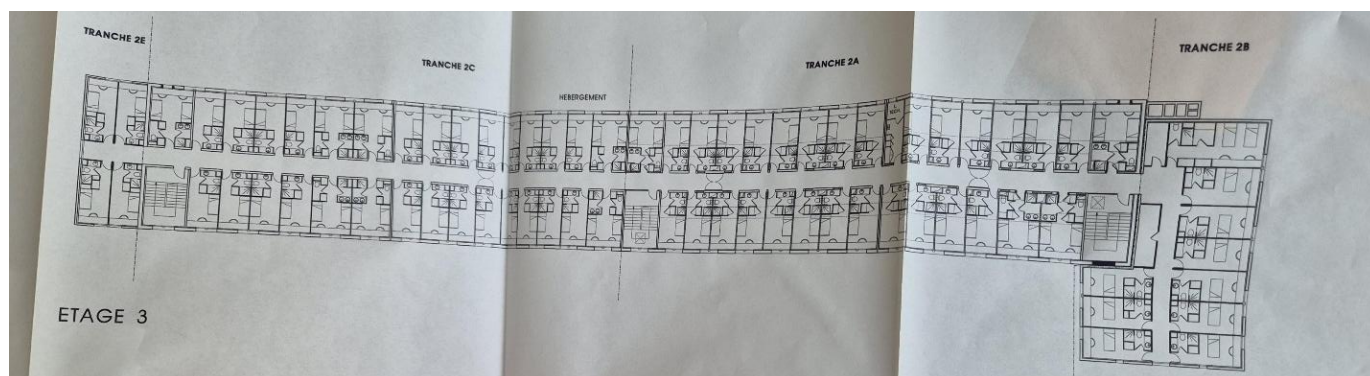 TRANCHE 2E
TRANCHE 2C
HEBERGEMENT
TRANCHE 2A
TRANCHE 2B
ETAGE 3